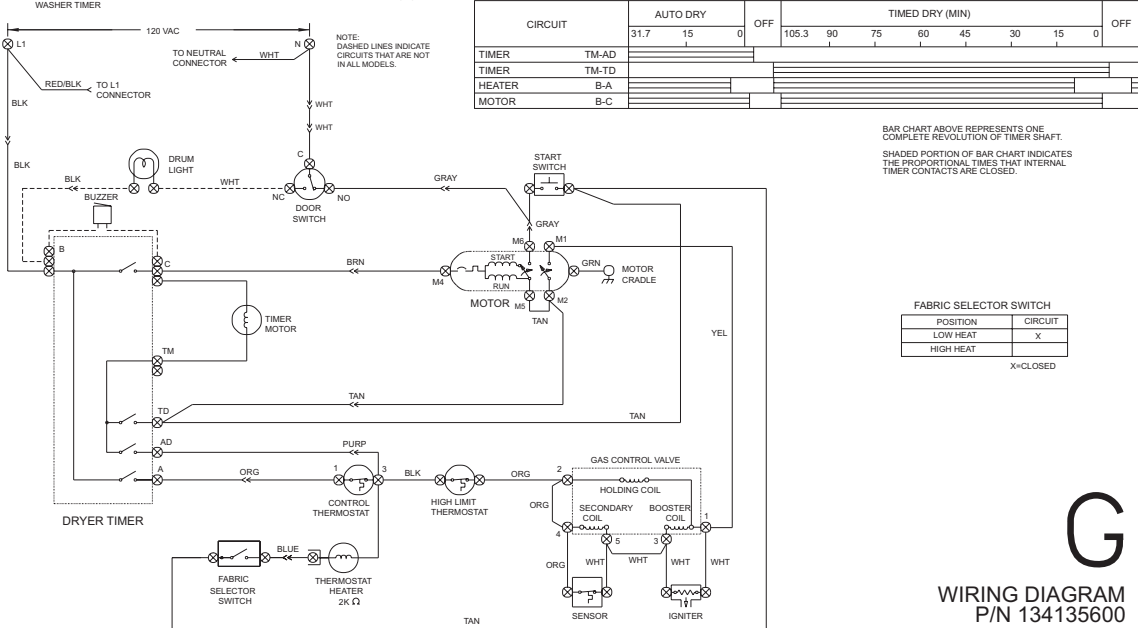 WASHER TIMER
120 VAC
L1
N
TO NEUTRAL
CONNECTOR
WHT
NOTE:
DASHED LINES INDICATE
CIRCUITS THAT ARE NOT
IN ALL MODELS.
RED/BLK
TO L1
CONNECTOR
BLK
WHT
WHT
BLK
CIRCUIT
AUTO DRY
OFF
TIMED DRY (MIN)
OFF
31.7 15 0
105.3 90 75 60 45 30 15 0
TIMER TM-AD
TIMER TM-TD
HEATER B-A
MOTOR B-C
BAR CHART ABOVE REPRESENTS ONE
COMPLETE REVOLUTION OF TIMER SHAFT.
SHADED PORTION OF BAR CHART INDICATES
THE PROPORTIONAL TIMES THAT INTERNAL
TIMER CONTACTS ARE CLOSED.
DRUM
LIGHT
BLK
WHT
BUZZER
C
NC
NO
DOOR
SWITCH
GRAY
START
SWITCH
GRAY
B
C
BRN
M4
M6
M1
START
RUN
MOTOR
M5
M2
TAN
GRN
MOTOR
CRADLE
TIMER
MOTOR
YEL
TM
TD
TAN
TAN
AD
PURP
A
ORG
1
3
CONTROL
THERMOSTAT
BLK
HIGH LIMIT
THERMOSTAT
ORG
DRYER TIMER
GAS CONTROL VALVE
2
HOLDING COIL
ORG
SECONDARY
COIL
BOOSTER
COIL
1
4
5
3
ORG
WHT
WHT
WHT
WHT
SENSOR
IGNITER
BLUE
FABRIC
SELECTOR
SWITCH
THERMOSTAT
HEATER
2K Ω
TAN
FABRIC SELECTOR SWITCH
POSITION CIRCUIT
LOW HEAT X
HIGH HEAT
X=CLOSED
G
WIRING DIAGRAM
P/N 134135600